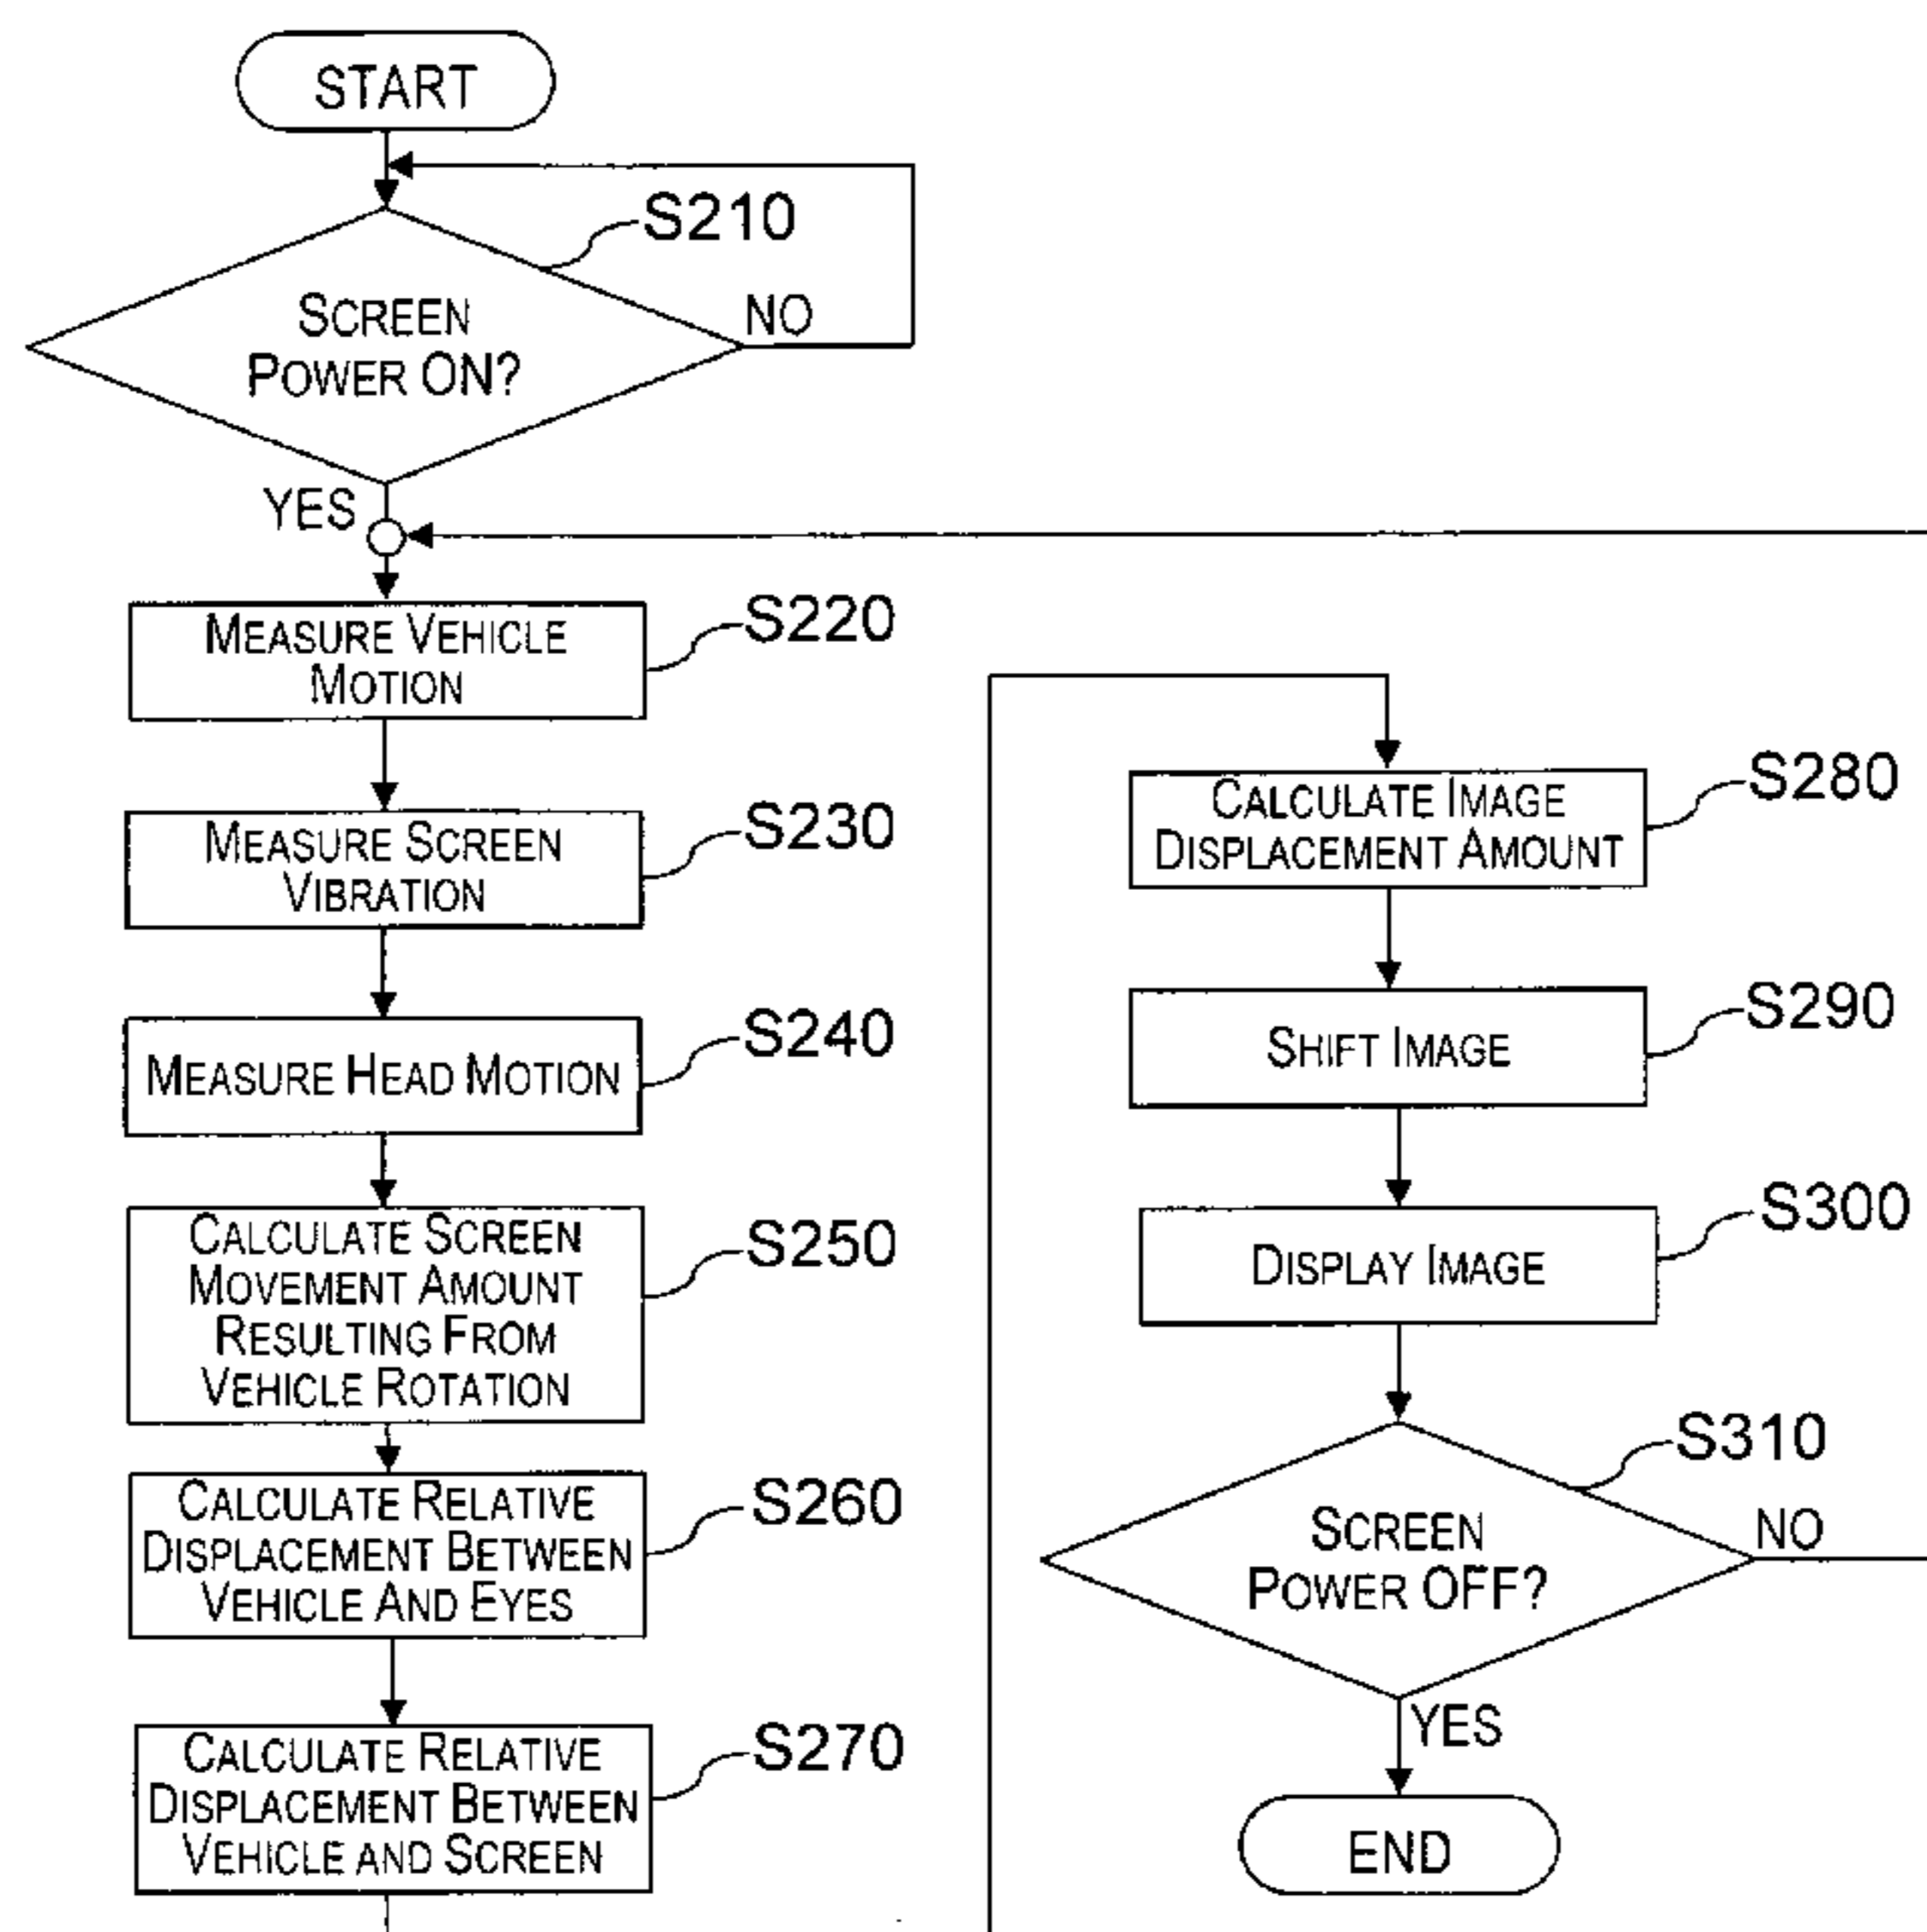 START
S210
SCREEN
POWER ON?
NO
YES
MEASURE VEHICLE
MOTION
S220
MEASURE SCREEN
VIBRATION
S230
MEASURE HEAD MOTION
S240
CALCULATE SCREEN
MOVEMENT AMOUNT
RESULTING FROM
VEHICLE ROTATION
S250
CALCULATE RELATIVE
DISPLACEMENT BETWEEN
VEHICLE AND EYES
S260
CALCULATE RELATIVE
DISPLACEMENT BETWEEN
VEHICLE AND SCREEN
S270
CALCULATE IMAGE
DISPLACEMENT AMOUNT
S280
SHIFT IMAGE
S290
DISPLAY IMAGE
S300
S310
SCREEN
POWER OFF?
NO
YES
END